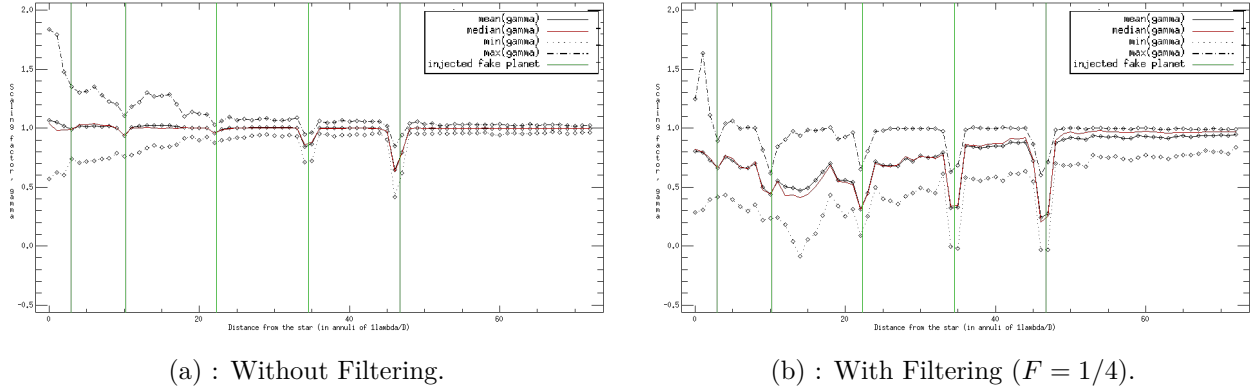 2.0
1.5
1.0
0.5
0.0
-0.5
Scaling factor: gamma
mean(gamma)
median(gamma)
min(gamma)
max(gamma)
injected fake planet
0
20
40
60
Distance from the star (in annuli of 1lambda/D)
(a) : Without Filtering.
2.0
1.5
1.0
0.5
0.0
-0.5
Scaling factor: gamma
mean(gamma)
median(gamma)
min(gamma)
max(gamma)
injected fake planet
0
20
40
60
Distance from the star (in annuli of 1lambda/D)
(b) : With Filtering (F = 1/4).